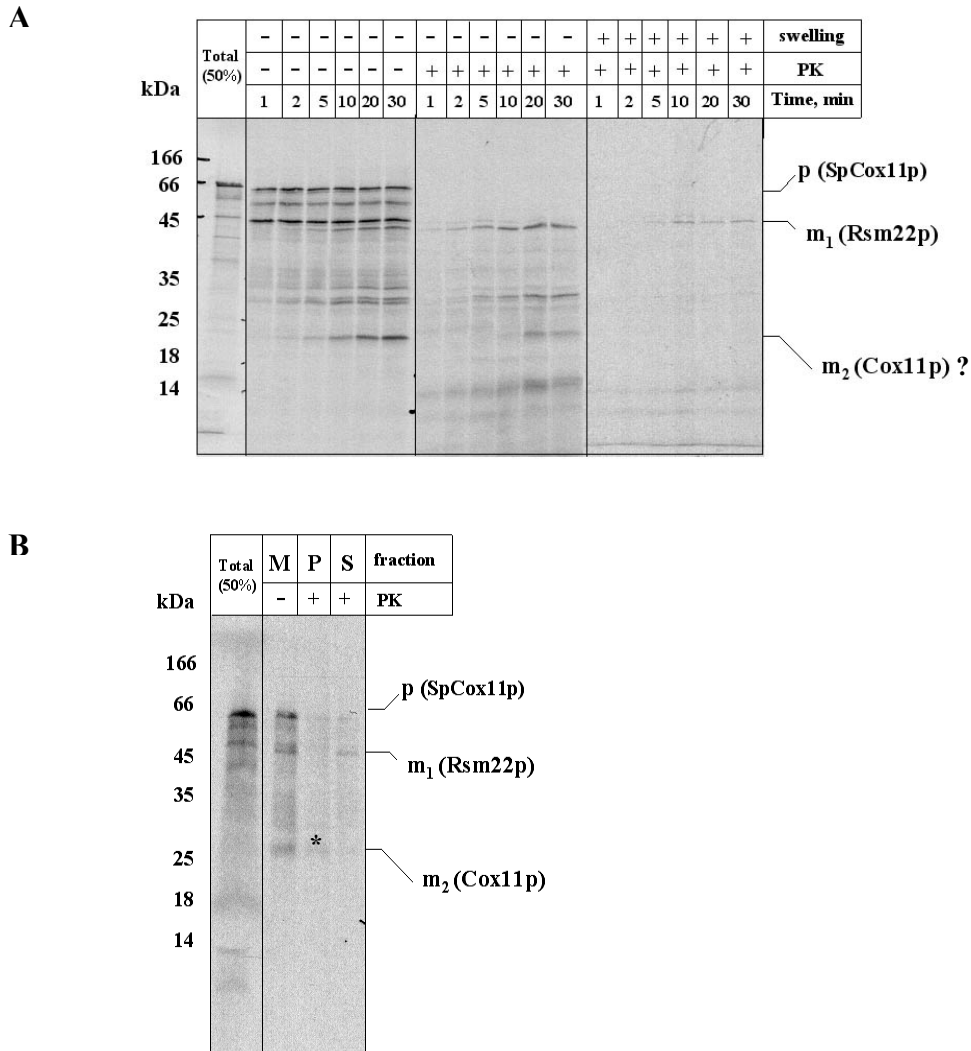 A
Total (50%) - - - - - - - - - - - - + + + + + + swelling
- - - - - - + + + + + + + + + + + + PK
kDa 1 2 5 10 20 30 1 2 5 10 20 30 1 2 5 10 20 30 Time, min
166
66 p (SpCox11p)
45 m1 (Rsm22p)
35
25
m2 (Cox11p) ?
18
14
B
Total (50%) M P S fraction
kDa - + + PK
166
66 p (SpCox11p)
45 m1 (Rsm22p)
35
*
25 m2 (Cox11p)
18
14